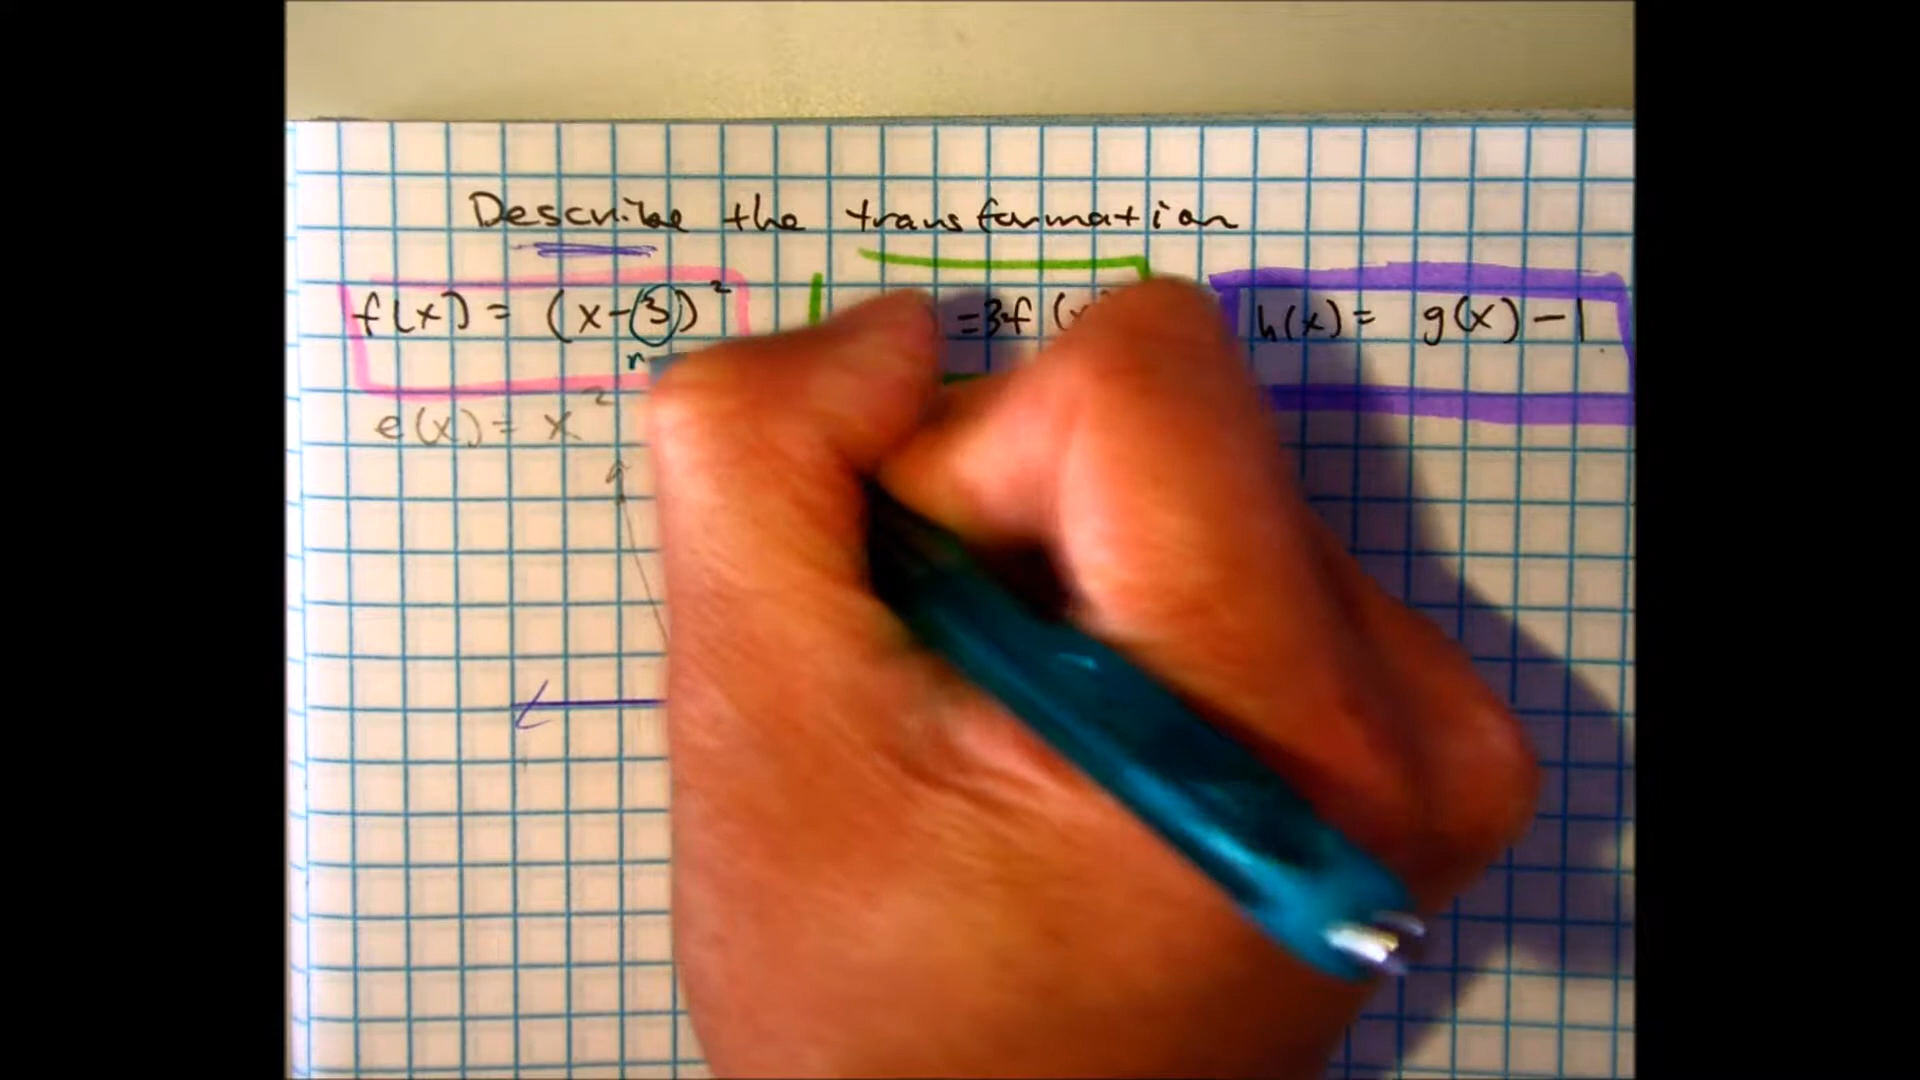 Describe the transformation
f(x) = (x-3)² =3f(x h(x)= g(x) - 1
r
e(x) = x²